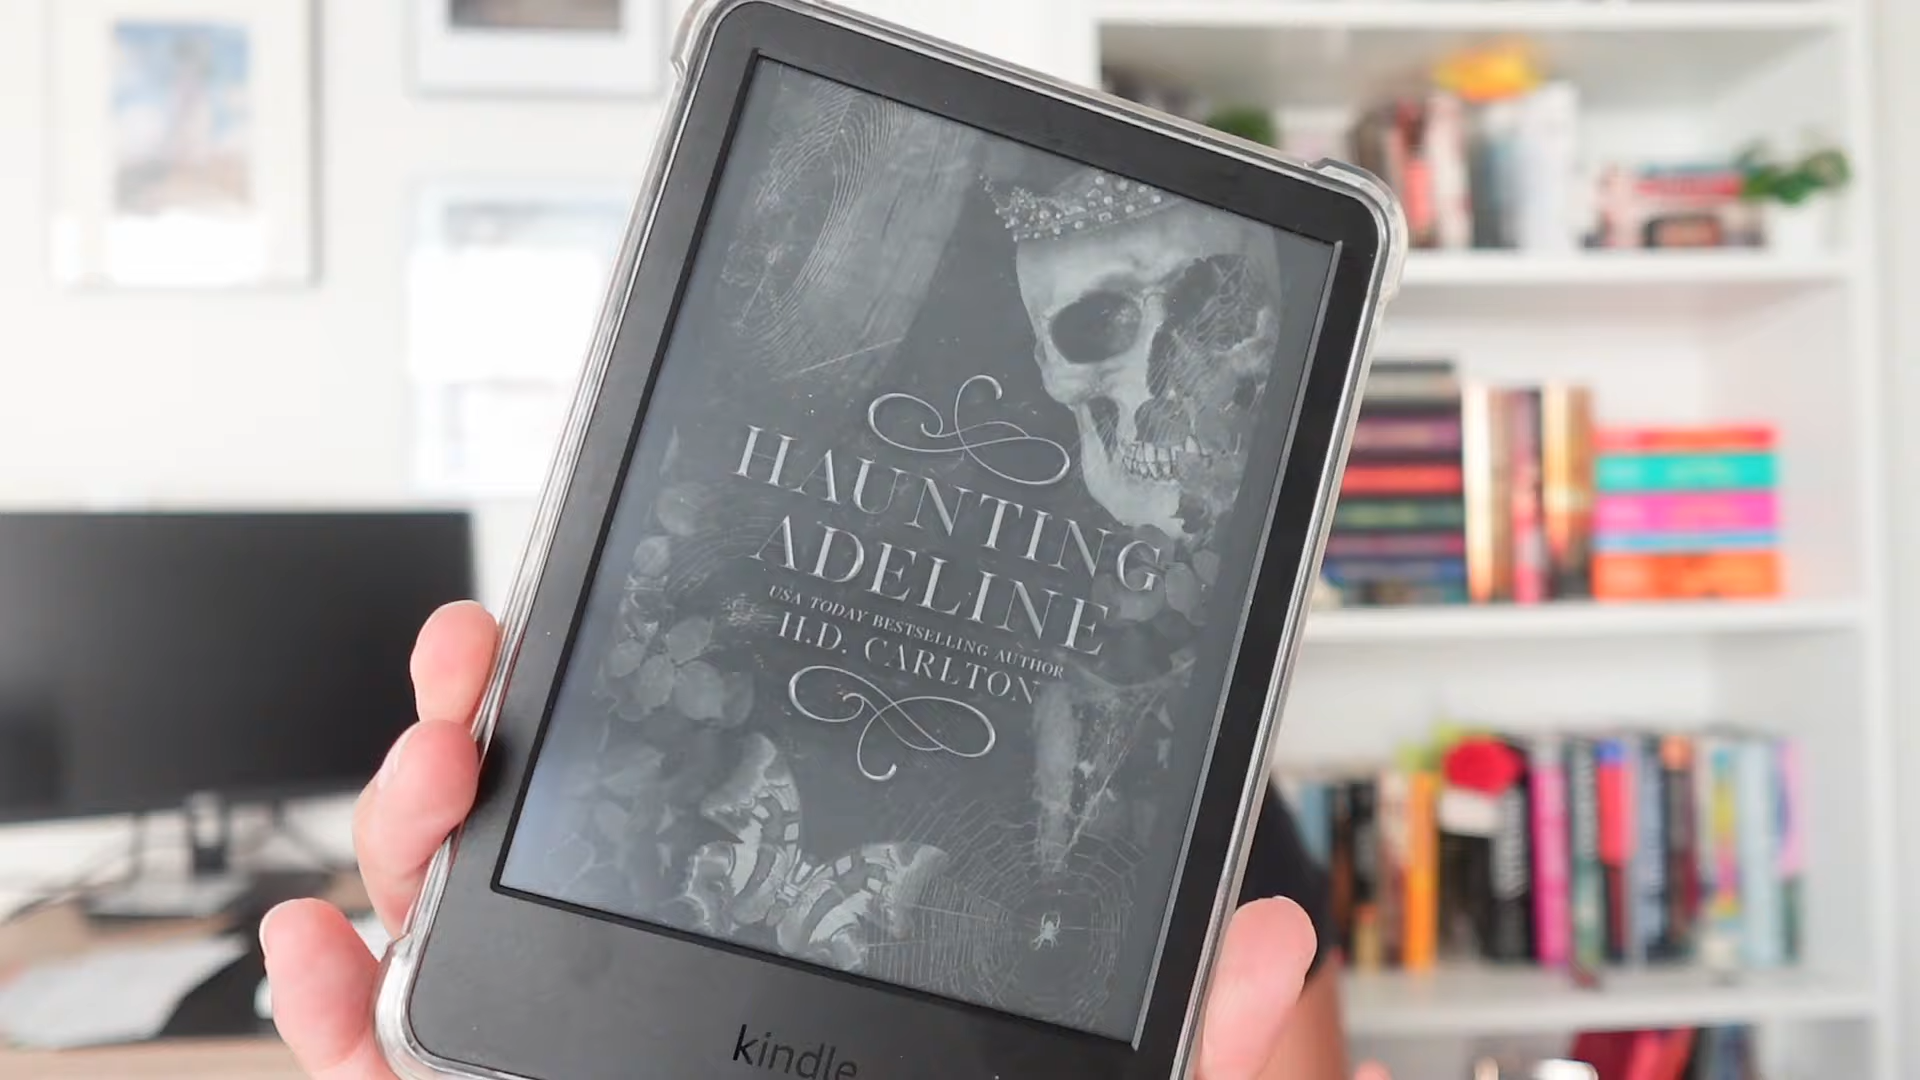 HAUNTING
ADELINE
USA TODAY BESTSELLING AUTHOR
H.D. CARLTON
kindle